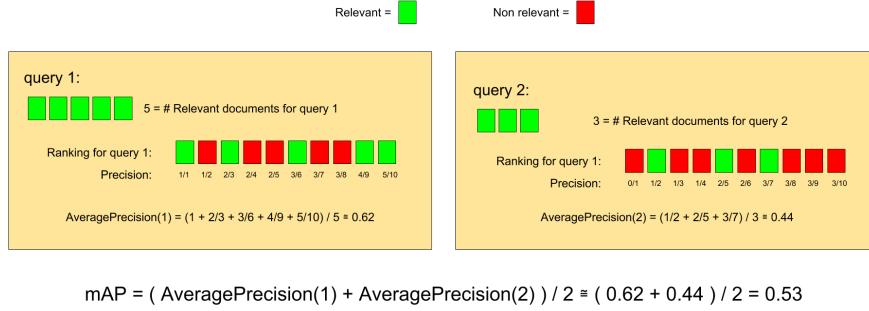 Relevant =
Non relevant =
query 1:
5 = # Relevant documents for query 1
Ranking for query 1:
1/1 1/2 2/3 2/4 2/5 3/6 3/7 3/8 4/9 5/10
Precision:
AveragePrecision(1) = (1 + 2/3 + 3/6 + 4/9 + 5/10) / 5 ≅ 0.62
query 2:
3 = # Relevant documents for query 2
Ranking for query 1:
0/1 1/2 1/3 1/4 2/5 2/6 3/7 3/8 3/9 3/10
Precision:
AveragePrecision(2) = (1/2 + 2/5 + 3/7) / 3 ≅ 0.44
mAP = ( AveragePrecision(1) + AveragePrecision(2) ) / 2 ≅ ( 0.62 + 0.44 ) / 2 = 0.53